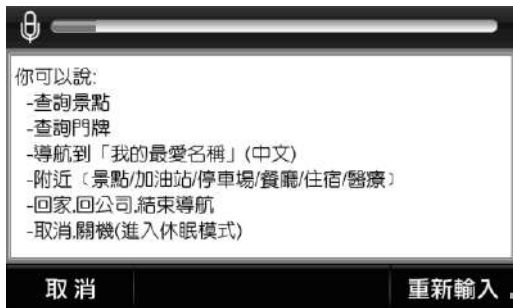 你可以說:
-查詢景點
-查詢門牌
-導航到「我的最愛名稱」(中文)
-附近〔景點/加油站/停車場/餐廳/住宿/醫療〕
-回家,回公司,結束導航
-取消,關機(進入休眠模式)
取消
重新輸入